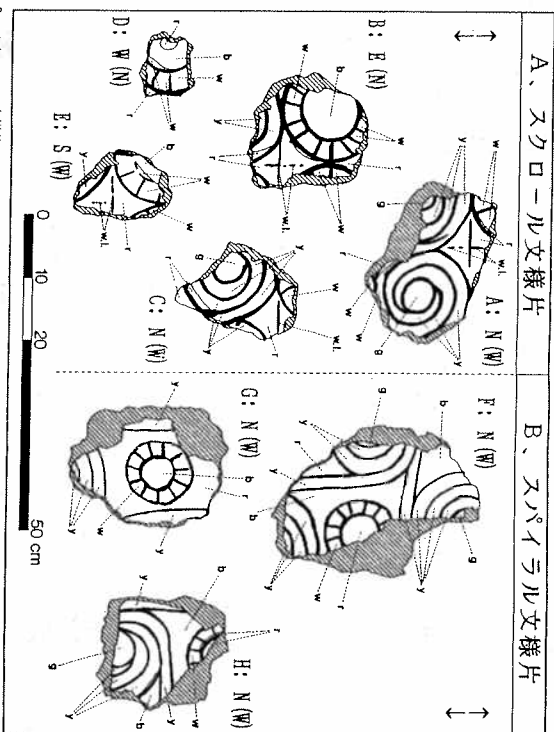 A、スクロール文様片
A: N(W)
w
y
w.l.
r
g
y
w
g
B: E(N)
b
w
r
y
r
w
w.l.
C: N(W)
g
y
w
w.l.
r
y
r
D: W(N)
r
b
w
w
r
E: S(W)
b
w
w
r
w.l.
B、スパイラル文様片
F: N(W)
b
g
y
g
y
y
b
r
w
G: N(W)
y
b
r
y
w
y
H: N(W)
r
b
y
w
y
b
y
g
0 10 20 50 cm